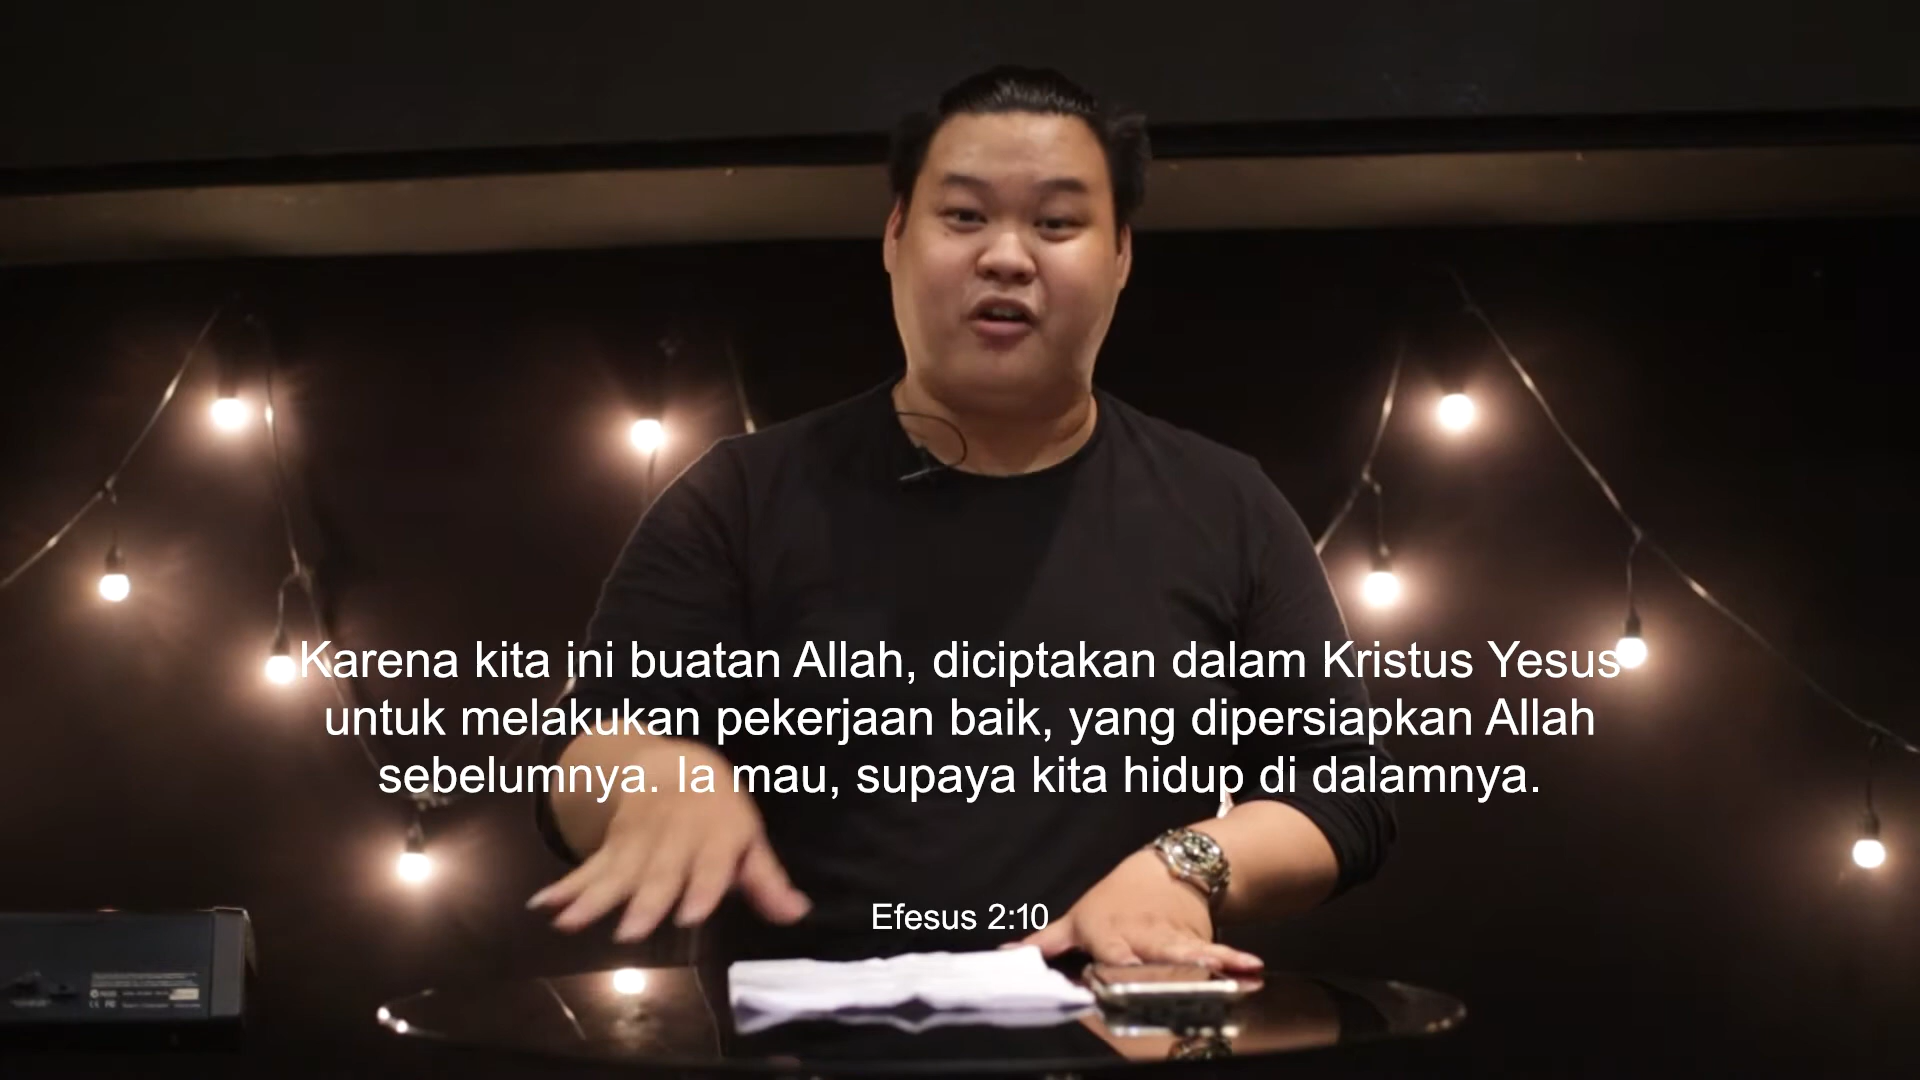 Karena kita ini buatan Allah, diciptakan dalam Kristus Yesus
untuk melakukan pekerjaan baik, yang dipersiapkan Allah
sebelumnya. Ia mau, supaya kita hidup di dalamnya.
Efesus 2:10